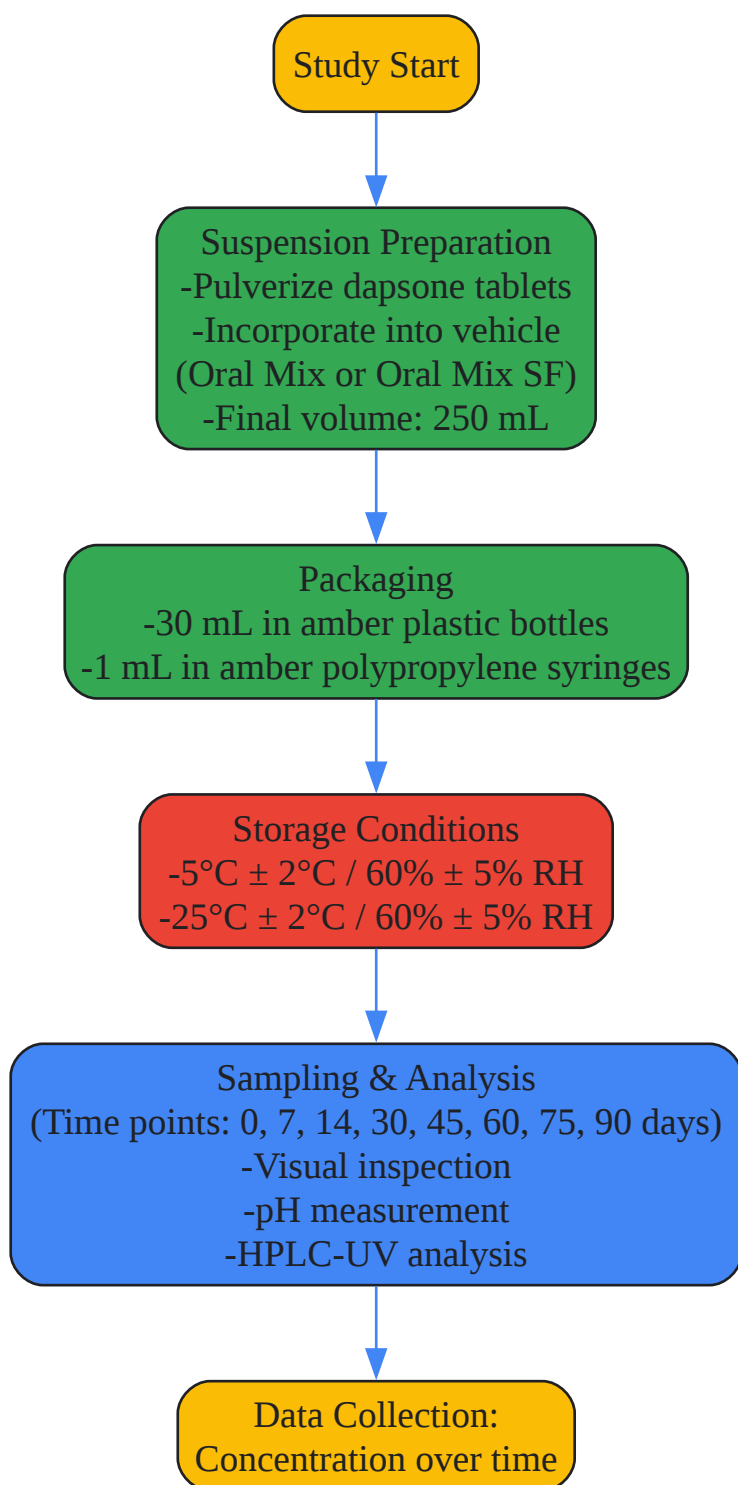 Study Start
Suspension Preparation
-Pulverize dapsone tablets
-Incorporate into vehicle
(Oral Mix or Oral Mix SF)
-Final volume: 250 mL
Packaging
-30 mL in amber plastic bottles
-1 mL in amber polypropylene syringes
Storage Conditions
-5°C ± 2°C / 60% ± 5% RH
-25°C ± 2°C / 60% ± 5% RH
Sampling & Analysis
(Time points: 0, 7, 14, 30, 45, 60, 75, 90 days)
-Visual inspection
-pH measurement
-HPLC-UV analysis
Data Collection:
Concentration over time